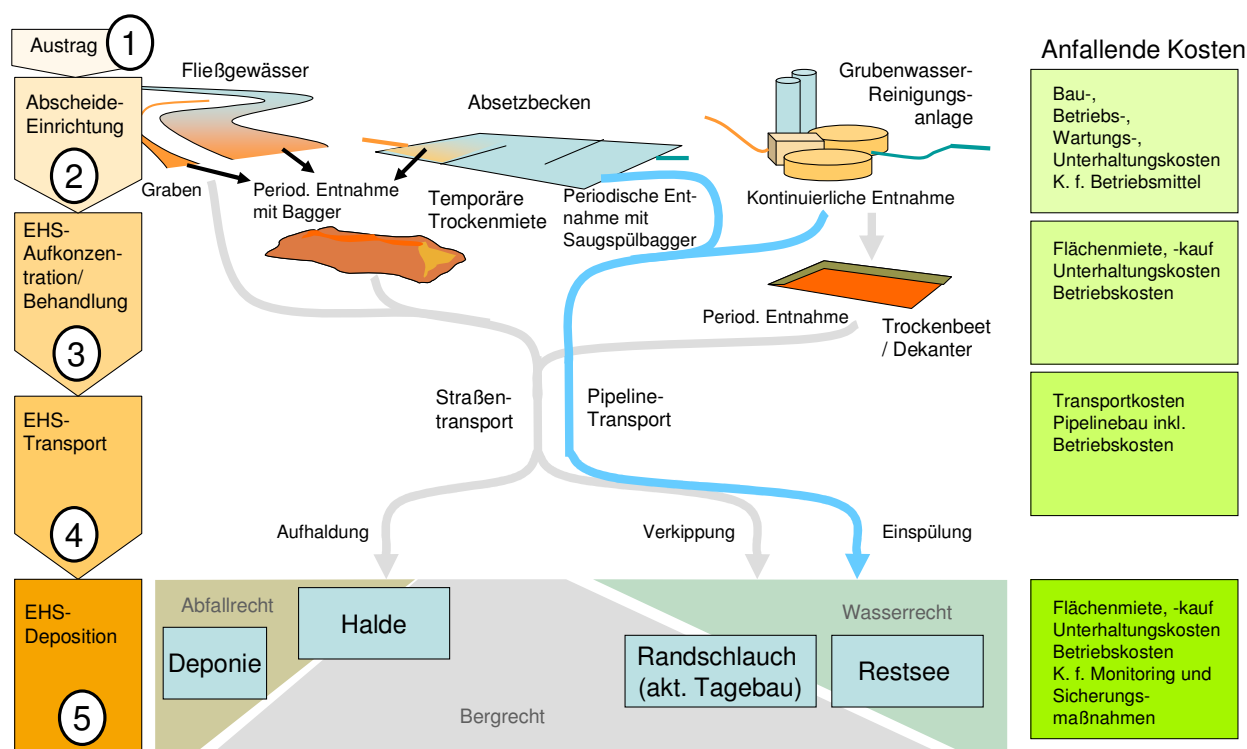 Austrag
1
Abscheide-
Einrichtung
2
EHS-
Aufkonzen-
tration/
Behandlung
3
EHS-
Transport
4
EHS-
Deposition
5
Fließgewässer
Graben
Period. Entnahme
mit Bagger
Absetzbecken
Temporäre
Trockenmiete
Periodische Ent-
nahme mit
Saugspülbagger
Grubenwasser-
Reinigungs-
anlage
Kontinuierliche Entnahme
Period. Entnahme
Trockenbeet
/ Dekanter
Straßen-
transport
Pipeline-
Transport
Aufhaldung
Verkippung
Einspülung
Abfallrecht
Deponie
Halde
Bergrecht
Wasserrecht
Randschlauch
(akt. Tagebau)
Restsee
Anfallende Kosten
Bau-,
Betriebs-,
Wartungs-,
Unterhaltungskosten
K. f. Betriebsmittel
Flächenmiete, -kauf
Unterhaltungskosten
Betriebskosten
Transportkosten
Pipelinebau inkl.
Betriebskosten
Flächenmiete, -kauf
Unterhaltungskosten
Betriebskosten
K. f. Monitoring und
Sicherungs-
maßnahmen